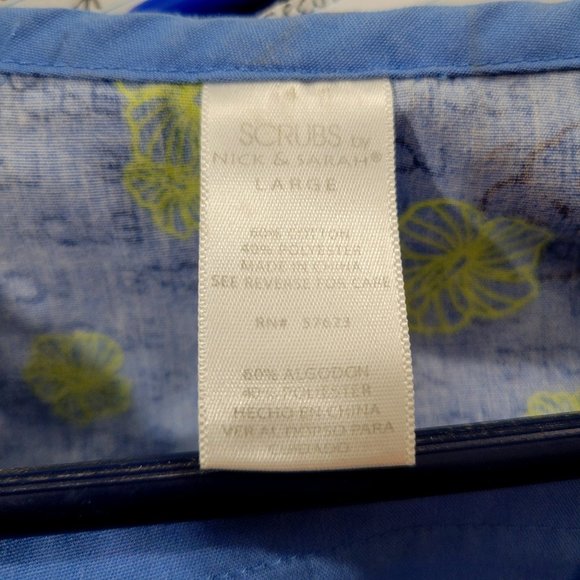 SCRUBS by
NICK & SARAH®
LARGE
60% COTTON
40% POLYESTER
MADE IN CHINA
SEE REVERSE FOR CARE
RN# 57623
60% ALGODON
40% POLIESTER
HECHO EN CHINA
VER AL DORSO PARA
CUIDADO